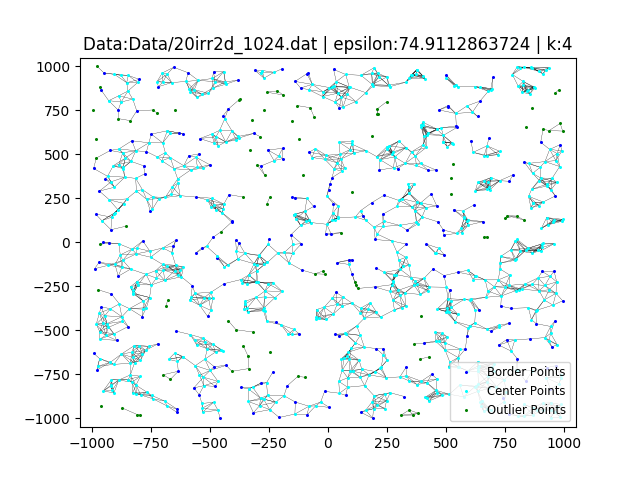 Data:Data/20irr2d_1024.dat | epsilon:74.9112863724 | k:4
1000
750
500
250
0
−250
−500
−750
−1000
Border Points
Center Points
Outlier Points
−1000 −750 −500 −250 0 250 500 750 1000